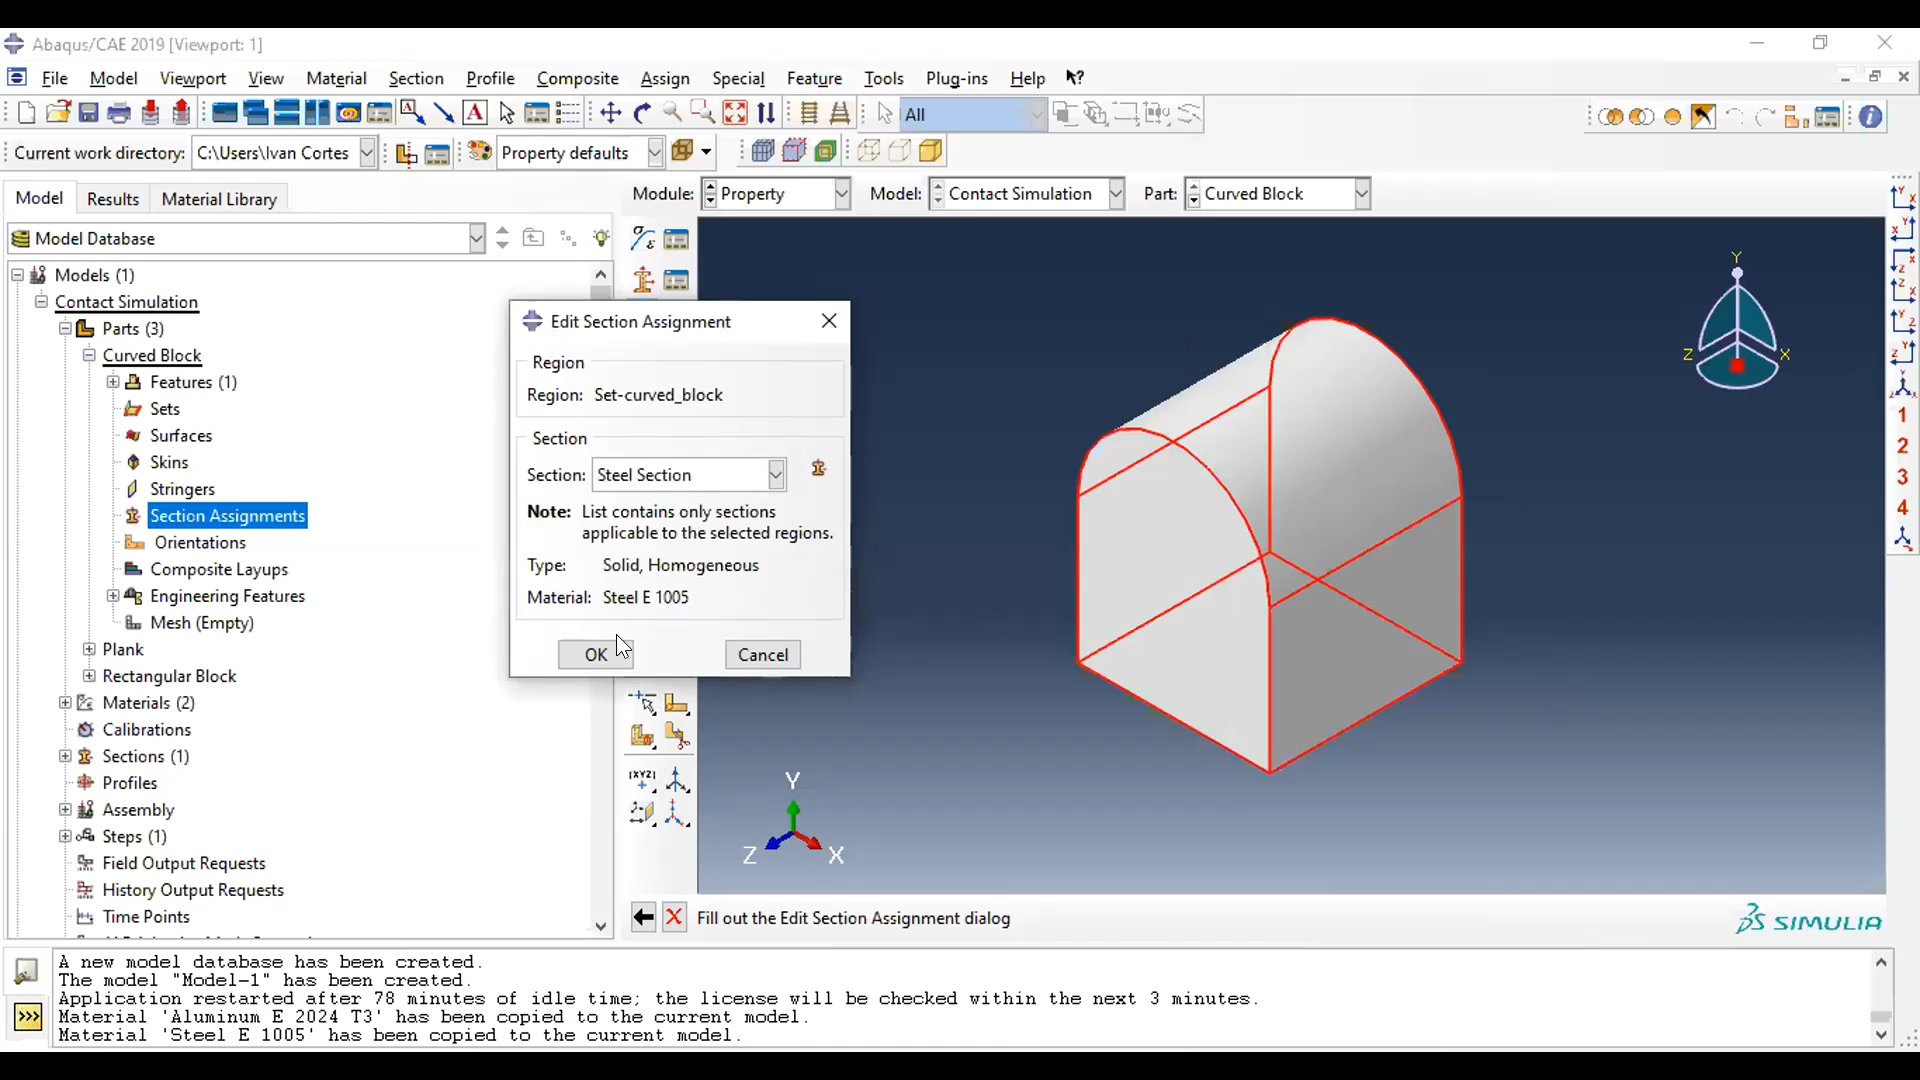 Abaqus/CAE 2019 [Viewport: 1]
File Model Viewport View Material Section Profile Composite Assign Special Feature Tools Plug-ins Help
All
Current work directory: C:\Users\Ivan Cortes Property defaults
Model Results Material Library
Module: Property Model: Contact Simulation Part: Curved Block
Model Database
Models (1)
Contact Simulation
Parts (3)
Curved Block
Features (1)
Sets
Surfaces
Skins
Stringers
Section Assignments
Orientations
Composite Layups
Engineering Features
Mesh (Empty)
Plank
Rectangular Block
Materials (2)
Calibrations
Sections (1)
Profiles
Assembly
Steps (1)
Field Output Requests
History Output Requests
Time Points
Edit Section Assignment
Region
Region: Set-curved_block
Section
Section: Steel Section
Note: List contains only sections
applicable to the selected regions.
Type: Solid, Homogeneous
Material: Steel E 1005
OK Cancel
Y
Z X
Y
Z X
1
2
3
4
Fill out the Edit Section Assignment dialog
SIMULIA
A new model database has been created.
The model "Model-1" has been created.
Application restarted after 78 minutes of idle time; the license will be checked within the next 3 minutes.
Material 'Aluminum E 2024 T3' has been copied to the current model.
Material 'Steel E 1005' has been copied to the current model.